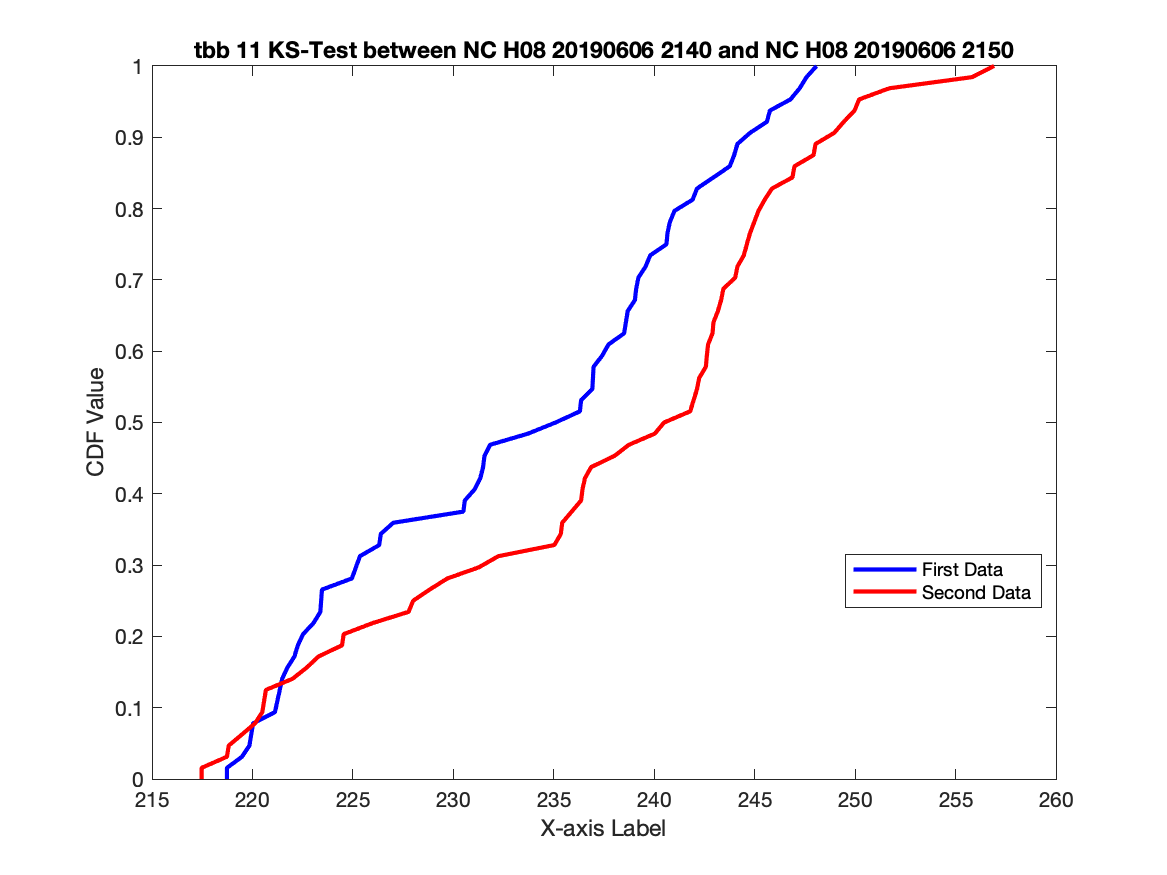 tbb 11 KS-Test between NC H08 20190606 2140 and NC H08 20190606 2150
1
0.9
0.8
0.7
0.6
0.5
0.4
0.3
0.2
0.1
0
CDF Value
First Data
Second Data
215 220 225 230 235 240 245 250 255 260
X-axis Label